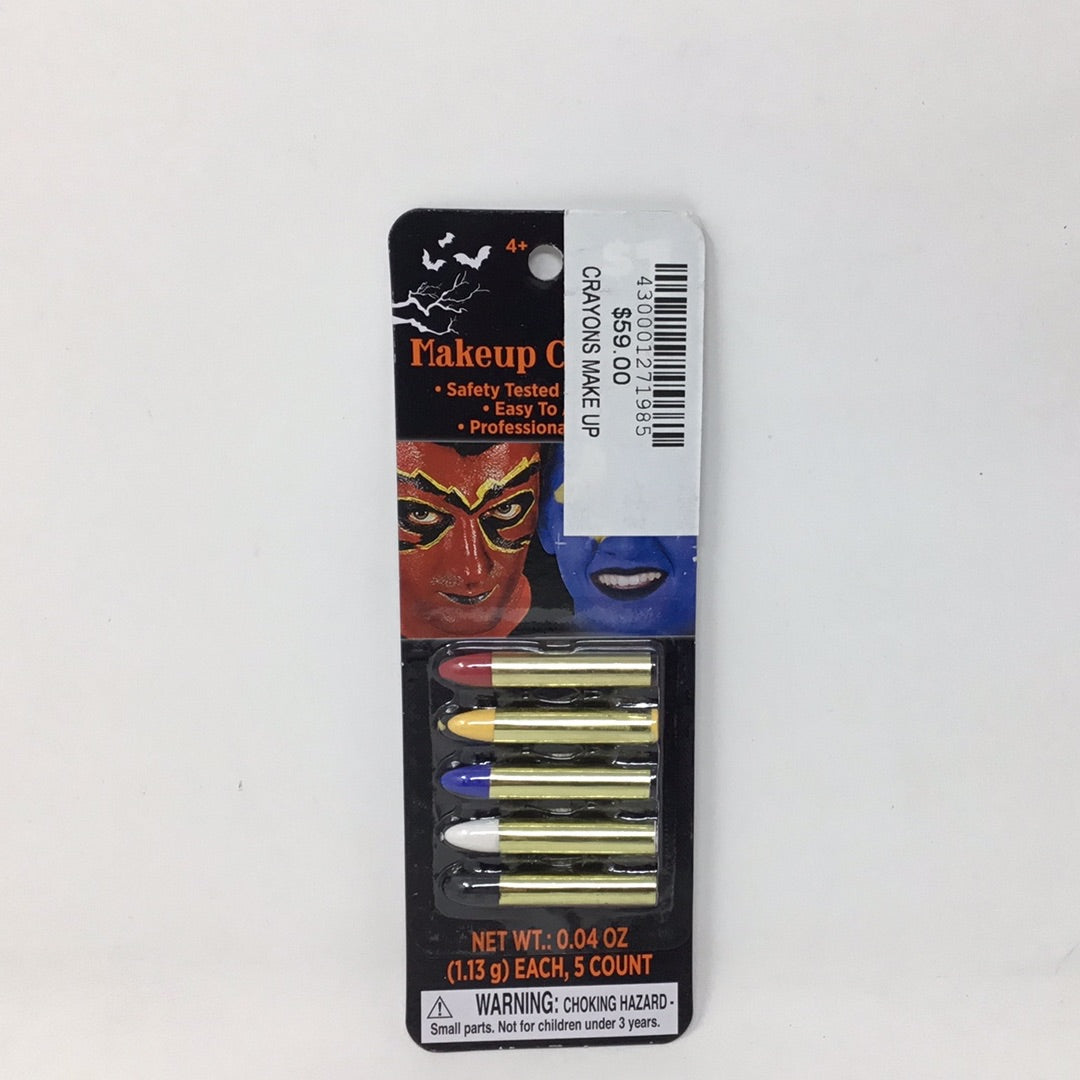 4+
Makeup C
• Safety Tested
• Easy To
• Professiona
430001271985
$59.00
CRAYONS MAKE UP
NET WT.: 0.04 OZ
(1.13 g) EACH, 5 COUNT
WARNING: CHOKING HAZARD -
Small parts. Not for children under 3 years.